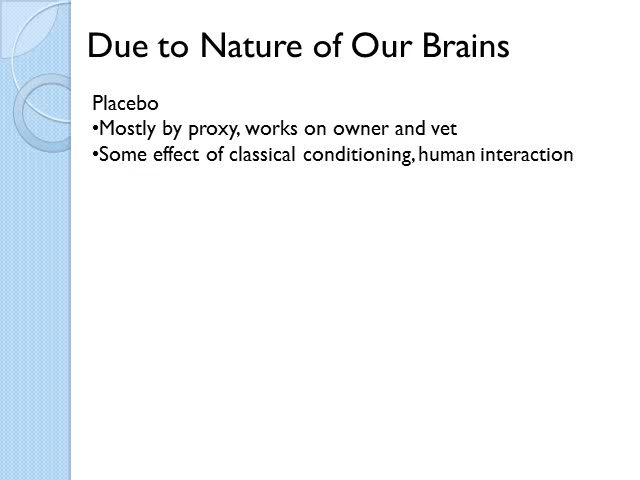 Due to Nature of Our Brains
Placebo
•Mostly by proxy, works on owner and vet
•Some effect of classical conditioning, human interaction